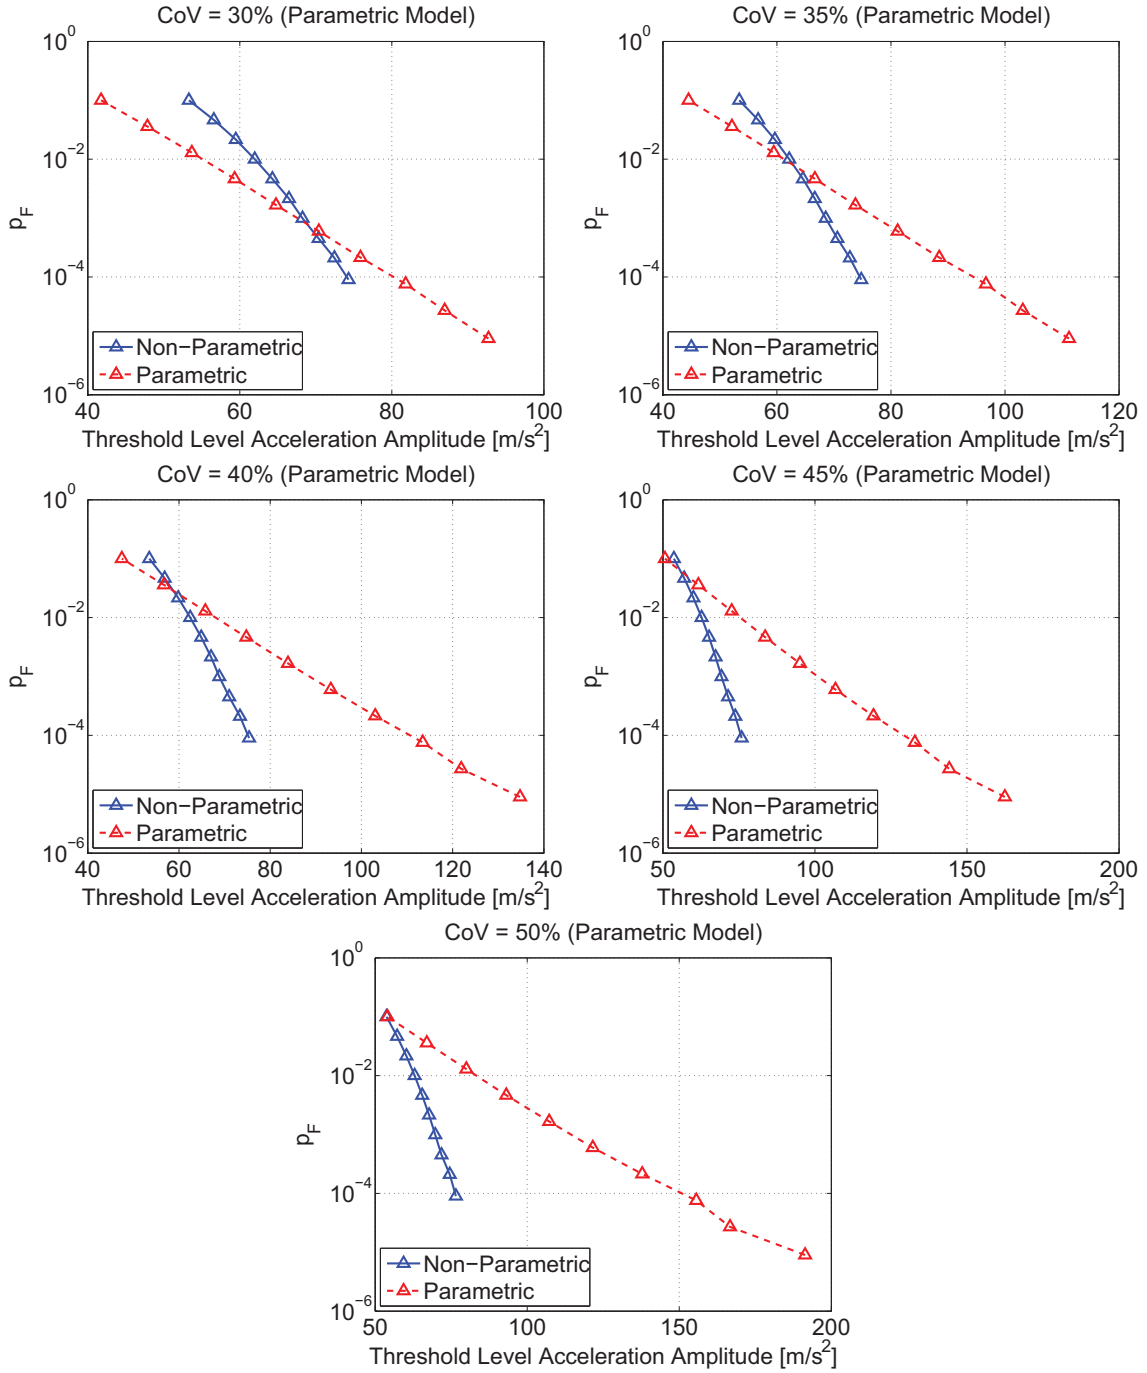 CoV = 30% (Parametric Model)
10^0
10^−2
10^−4
10^−6
p_F
40 60 80 100
Threshold Level Acceleration Amplitude [m/s^2]
Non−Parametric
Parametric
CoV = 35% (Parametric Model)
10^0
10^−2
10^−4
10^−6
p_F
40 60 80 100 120
Threshold Level Acceleration Amplitude [m/s^2]
Non−Parametric
Parametric
CoV = 40% (Parametric Model)
10^0
10^−2
10^−4
10^−6
p_F
40 60 80 100 120 140
Threshold Level Acceleration Amplitude [m/s^2]
Non−Parametric
Parametric
CoV = 45% (Parametric Model)
10^0
10^−2
10^−4
10^−6
p_F
50 100 150 200
Threshold Level Acceleration Amplitude [m/s^2]
Non−Parametric
Parametric
CoV = 50% (Parametric Model)
10^0
10^−2
10^−4
10^−6
p_F
50 100 150 200
Threshold Level Acceleration Amplitude [m/s^2]
Non−Parametric
Parametric